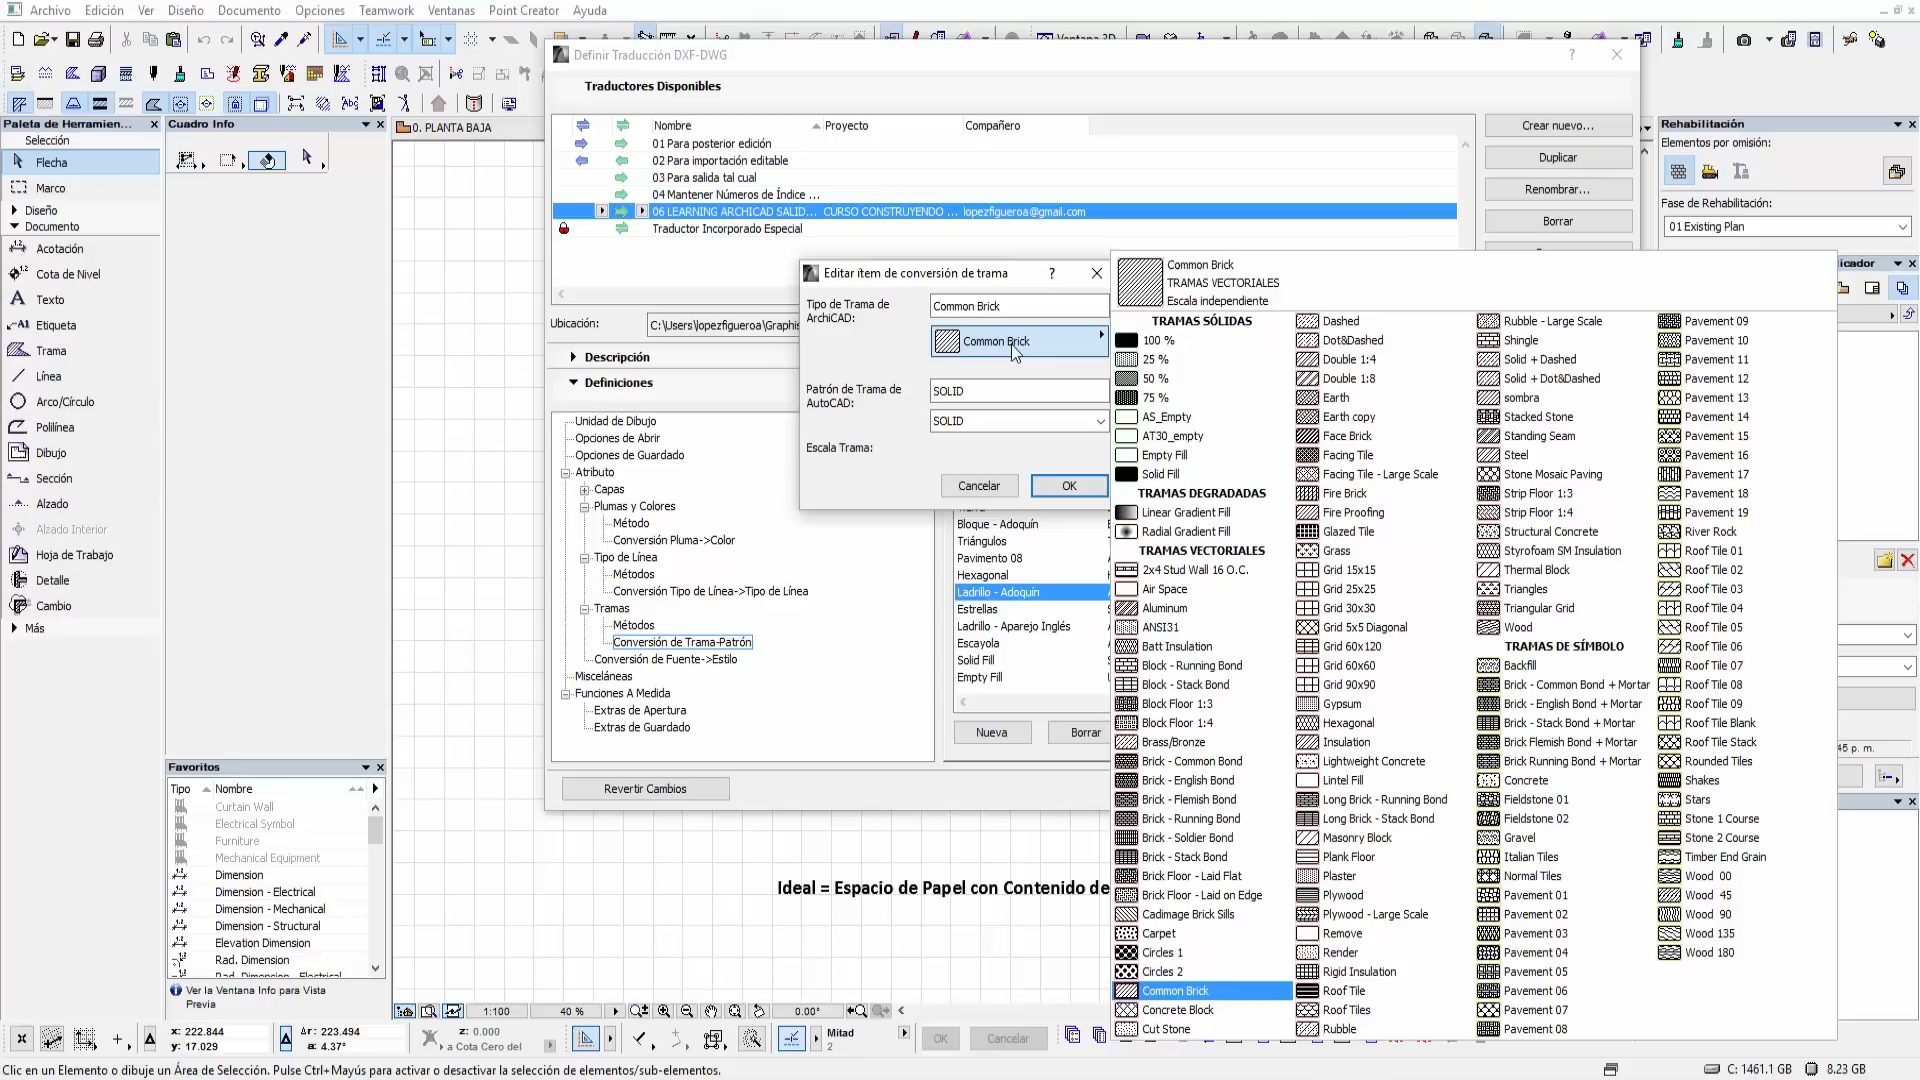 Archivo Edición Ver Diseño Documento Opciones Teamwork Ventanas Point Creator Ayuda
Definir Traducción DXF-DWG
Traductores Disponibles
Nombre Proyecto Compañero
01 Para posterior edición
02 Para importación editable
03 Para salida tal cual
04 Mantener Números de Índice ...
06 LEARNING ARCHICAD SALID... CURSO CONSTRUYENDO ... lopezfigueroa@gmail.com
Traductor Incorporado Especial
Crear nuevo...
Duplicar
Renombrar...
Borrar
Ubicación:
C:\Users\lopezfigueroa\Graphis
Descripción
Definiciones
Unidad de Dibujo
Opciones de Abrir
Opciones de Guardado
Atributo
Capas
Plumas y Colores
Método
Conversión Pluma->Color
Tipo de Línea
Métodos
Conversión Tipo de Línea->Tipo de Línea
Tramas
Métodos
Conversión de Trama-Patrón
Conversión de Fuente->Estilo
Misceláneas
Funciones A Medida
Extras de Apertura
Extras de Guardado
Revertir Cambios
Bloque - Adoquín
Triángulos
Pavimento 08
Hexagonal
Ladrillo - Adoquín
Estrellas
Ladrillo - Aparejo Inglés
Escayola
Solid Fill
Empty Fill
Nueva
Borrar
Editar ítem de conversión de trama
Tipo de Trama de
ArchiCAD:
Common Brick
Common Brick
Patrón de Trama de
AutoCAD:
SOLID
SOLID
Escala Trama:
Cancelar
OK
Common Brick
TRAMAS VECTORIALES
Escala independiente
TRAMAS SÓLIDAS
100 %
25 %
50 %
75 %
AS_Empty
AT30_empty
Empty Fill
Solid Fill
TRAMAS DEGRADADAS
Linear Gradient Fill
Radial Gradient Fill
TRAMAS VECTORIALES
2x4 Stud Wall 16 O.C.
Air Space
Aluminum
ANSI31
Batt Insulation
Block - Running Bond
Block - Stack Bond
Block Floor 1:3
Block Floor 1:4
Brass/Bronze
Brick - Common Bond
Brick - English Bond
Brick - Flemish Bond
Brick - Running Bond
Brick - Soldier Bond
Brick - Stack Bond
Brick Floor - Laid Flat
Brick Floor - Laid on Edge
Cadimage Brick Sills
Carpet
Circles 1
Circles 2
Common Brick
Concrete Block
Cut Stone
Dashed
Dot&Dashed
Double 1:4
Double 1:8
Earth
Earth copy
Face Brick
Facing Tile
Facing Tile - Large Scale
Fire Brick
Fire Proofing
Glazed Tile
Grass
Grid 15x15
Grid 25x25
Grid 30x30
Grid 5x5 Diagonal
Grid 60x120
Grid 60x60
Grid 90x90
Gypsum
Hexagonal
Insulation
Lightweight Concrete
Lintel Fill
Long Brick - Running Bond
Long Brick - Stack Bond
Masonry Block
Plank Floor
Plaster
Plywood
Plywood - Large Scale
Remove
Render
Rigid Insulation
Roof Tile
Roof Tiles
Rubble
Rubble - Large Scale
Shingle
Solid + Dashed
Solid + Dot&Dashed
sombra
Stacked Stone
Standing Seam
Steel
Stone Mosaic Paving
Strip Floor 1:3
Strip Floor 1:4
Structural Concrete
Styrofoam SM Insulation
Thermal Block
Triangles
Triangular Grid
Wood
TRAMAS DE SÍMBOLO
Backfill
Brick - Common Bond + Mortar
Brick - English Bond + Mortar
Brick - Stack Bond + Mortar
Brick Flemish Bond + Mortar
Brick Running Bond + Mortar
Concrete
Fieldstone 01
Fieldstone 02
Gravel
Italian Tiles
Normal Tiles
Pavement 01
Pavement 02
Pavement 03
Pavement 04
Pavement 05
Pavement 06
Pavement 07
Pavement 08
Pavement 09
Pavement 10
Pavement 11
Pavement 12
Pavement 13
Pavement 14
Pavement 15
Pavement 16
Pavement 17
Pavement 18
Pavement 19
River Rock
Roof Tile 01
Roof Tile 02
Roof Tile 03
Roof Tile 04
Roof Tile 05
Roof Tile 06
Roof Tile 07
Roof Tile 08
Roof Tile 09
Roof Tile Blank
Roof Tile Stack
Rounded Tiles
Shakes
Stars
Stone 1 Course
Stone 2 Course
Timber End Grain
Wood 00
Wood 45
Wood 90
Wood 135
Wood 180
Rehabilitación
Elementos por omisión:
Fase de Rehabilitación:
01 Existing Plan
icador
45 p. m.
Paleta de Herramien...
Selección
Flecha
Marco
Diseño
Documento
Acotación
Cota de Nivel
Texto
Etiqueta
Trama
Línea
Arco/Círculo
Polilínea
Dibujo
Sección
Alzado
Alzado Interior
Hoja de Trabajo
Detalle
Cambio
Más
Cuadro Info
0. PLANTA BAJA
Favoritos
Tipo Nombre
Curtain Wall
Electrical Symbol
Furniture
Mechanical Equipment
Dimension
Dimension - Electrical
Dimension - Mechanical
Dimension - Structural
Elevation Dimension
Rad. Dimension
Rad. Dimension - Electrical
Ver la Ventana Info para Vista
Previa
Ideal = Espacio de Papel con Contenido de
1:100 40 % 0.00°
x: 222.844
y: 17.029
Δr: 223.494
a: 4.37°
z: 0.000
a Cota Cero del
Mitad
2
OK
Cancelar
Clic en un Elemento o dibuje un Área de Selección. Pulse Ctrl+Mayús para activar o desactivar la selección de elementos/sub-elementos.
C: 1461.1 GB 8.23 GB